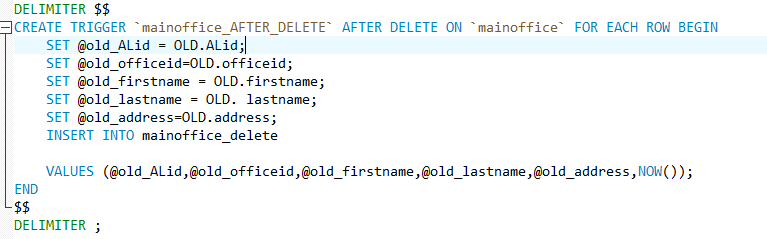 DELIMITER $$
CREATE TRIGGER `mainoffice_AFTER_DELETE` AFTER DELETE ON `mainoffice` FOR EACH ROW BEGIN
SET @old_ALid = OLD.ALid;
SET @old_officeid=OLD.officeid;
SET @old_firstname = OLD.firstname;
SET @old_lastname = OLD. lastname;
SET @old_address=OLD.address;
INSERT INTO mainoffice_delete
VALUES (@old_ALid,@old_officeid,@old_firstname,@old_lastname,@old_address,NOW());
END
$$
DELIMITER ;